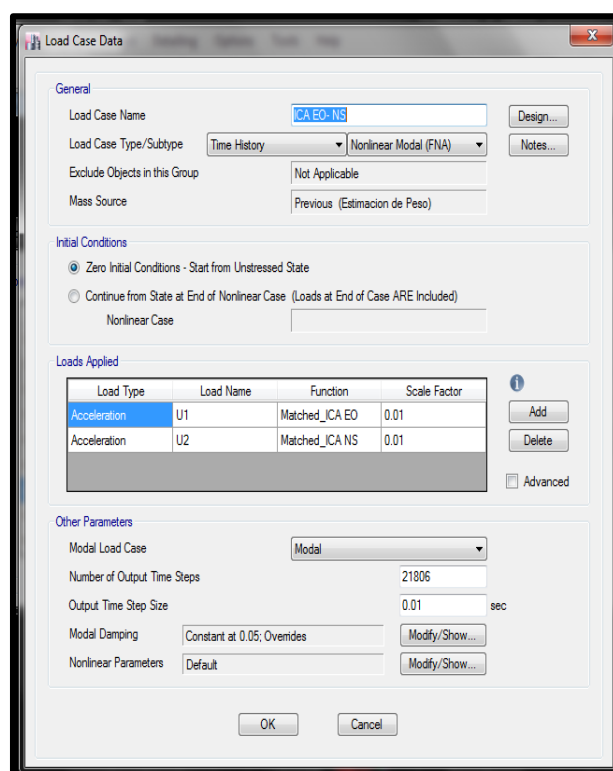 Load Case Data
Detailing Options Tools Help
X
General
Load Case Name ICA EO- NS Design...
Load Case Type/Subtype Time History Nonlinear Modal (FNA) Notes...
Exclude Objects in this Group Not Applicable
Mass Source Previous (Estimacion de Peso)
Initial Conditions
Zero Initial Conditions - Start from Unstressed State
Continue from State at End of Nonlinear Case (Loads at End of Case ARE Included)
Nonlinear Case
Loads Applied
Load Type Load Name Function Scale Factor
Acceleration U1 Matched_ICA EO 0.01 Add
Acceleration U2 Matched_ICA NS 0.01 Delete
Advanced
Other Parameters
Modal Load Case Modal
Number of Output Time Steps 21806
Output Time Step Size 0.01 sec
Modal Damping Constant at 0.05; Overrides Modify/Show...
Nonlinear Parameters Default Modify/Show...
OK Cancel